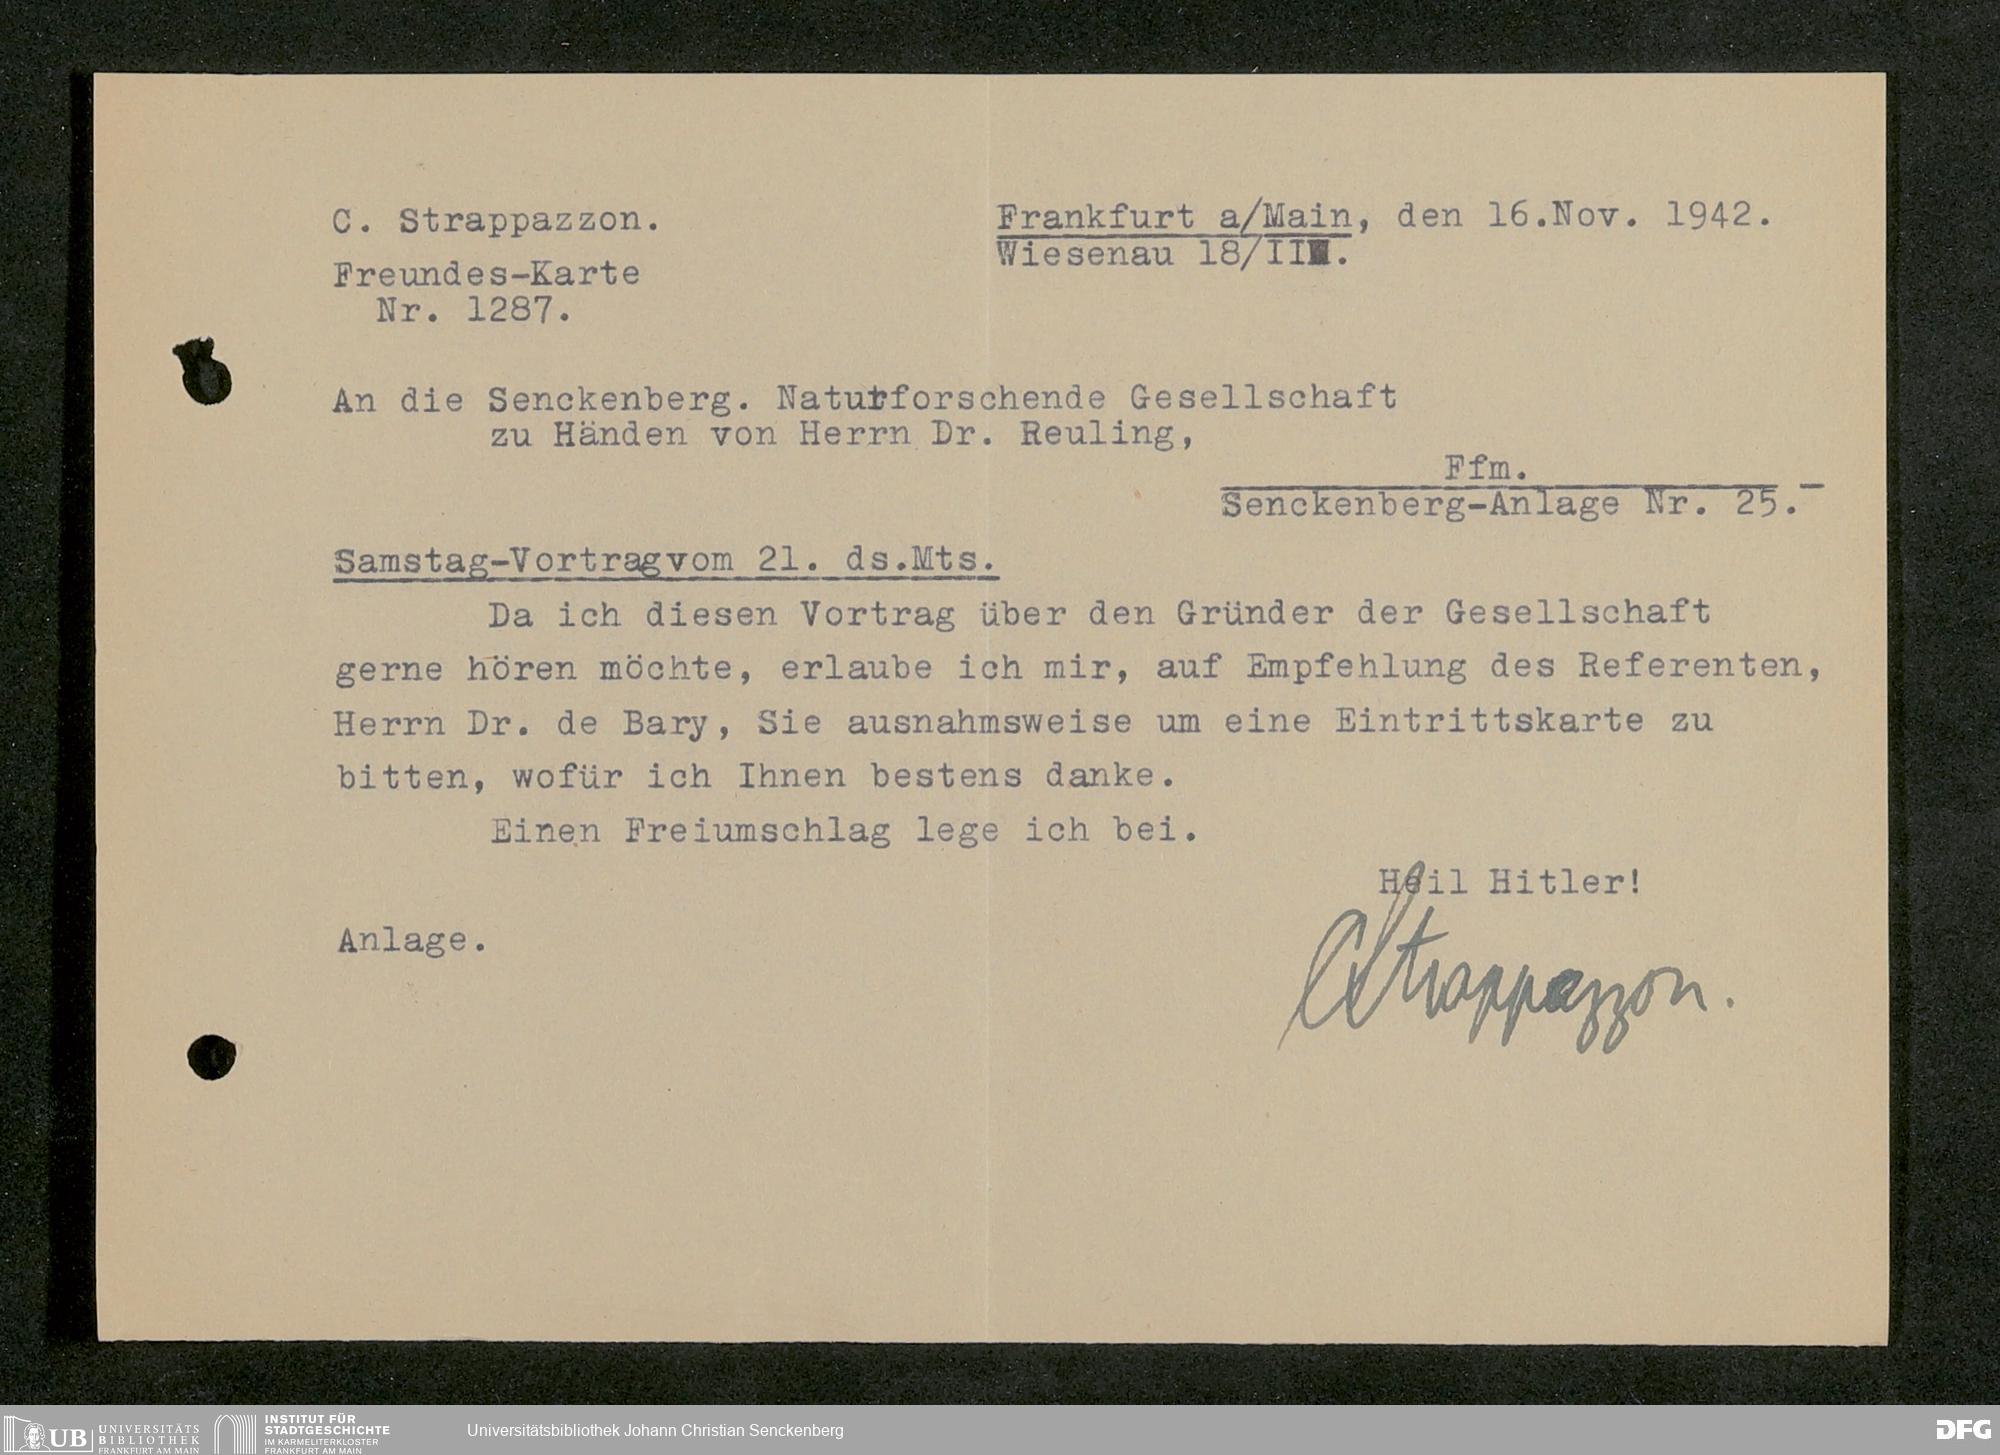 C. Strappazzon.
Frankfurt a/Main, den 16.Nov. 1942.
Wiesenau 18/II.
Freundes-Karte
Nr. 1287.
An die Senckenberg. Naturforschende Gesellschaft
zu Händen von Herrn Dr. Reuling,
Ffm.
Senckenberg-Anlage Nr. 25.-
Samstag-Vortragvom 21. ds.Mts.
Da ich diesen Vortrag über den Gründer der Gesellschaft
gerne hören möchte, erlaube ich mir, auf Empfehlung des Referenten,
Herrn Dr. de Bary, Sie ausnahmsweise um eine Eintrittskarte zu
bitten, wofür ich Ihnen bestens danke.
Einen Freiumschlag lege ich bei.
Heil Hitler!
Anlage.
CStrappazzon.
UB UNIVERSITÄTS
BIBLIOTHEK
FRANKFURT AM MAIN
INSTITUT FÜR
STADTGESCHICHTE
IM KARMELITERKLOSTER
FRANKFURT AM MAIN
Universitätsbibliothek Johann Christian Senckenberg
DFG